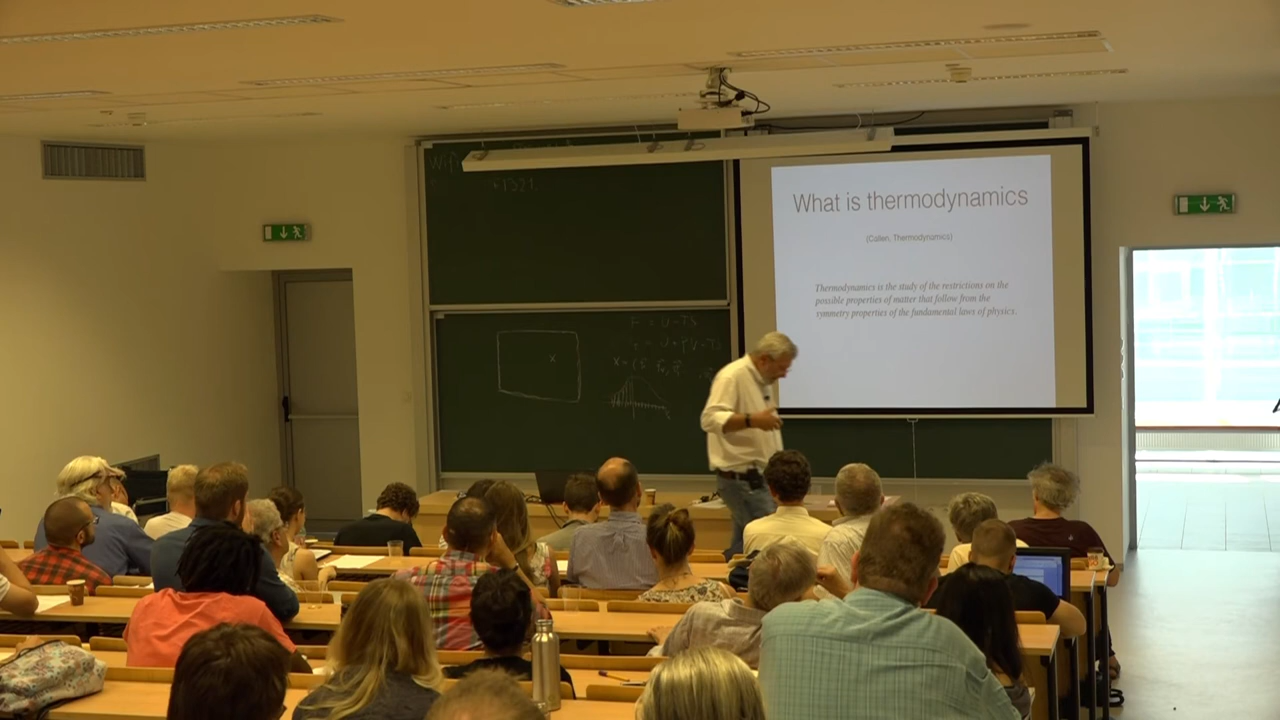 What is thermodynamics
(Callen, Thermodynamics)
Thermodynamics is the study of the restrictions on the
possible properties of matter that follow from the
symmetry properties of the fundamental laws of physics.